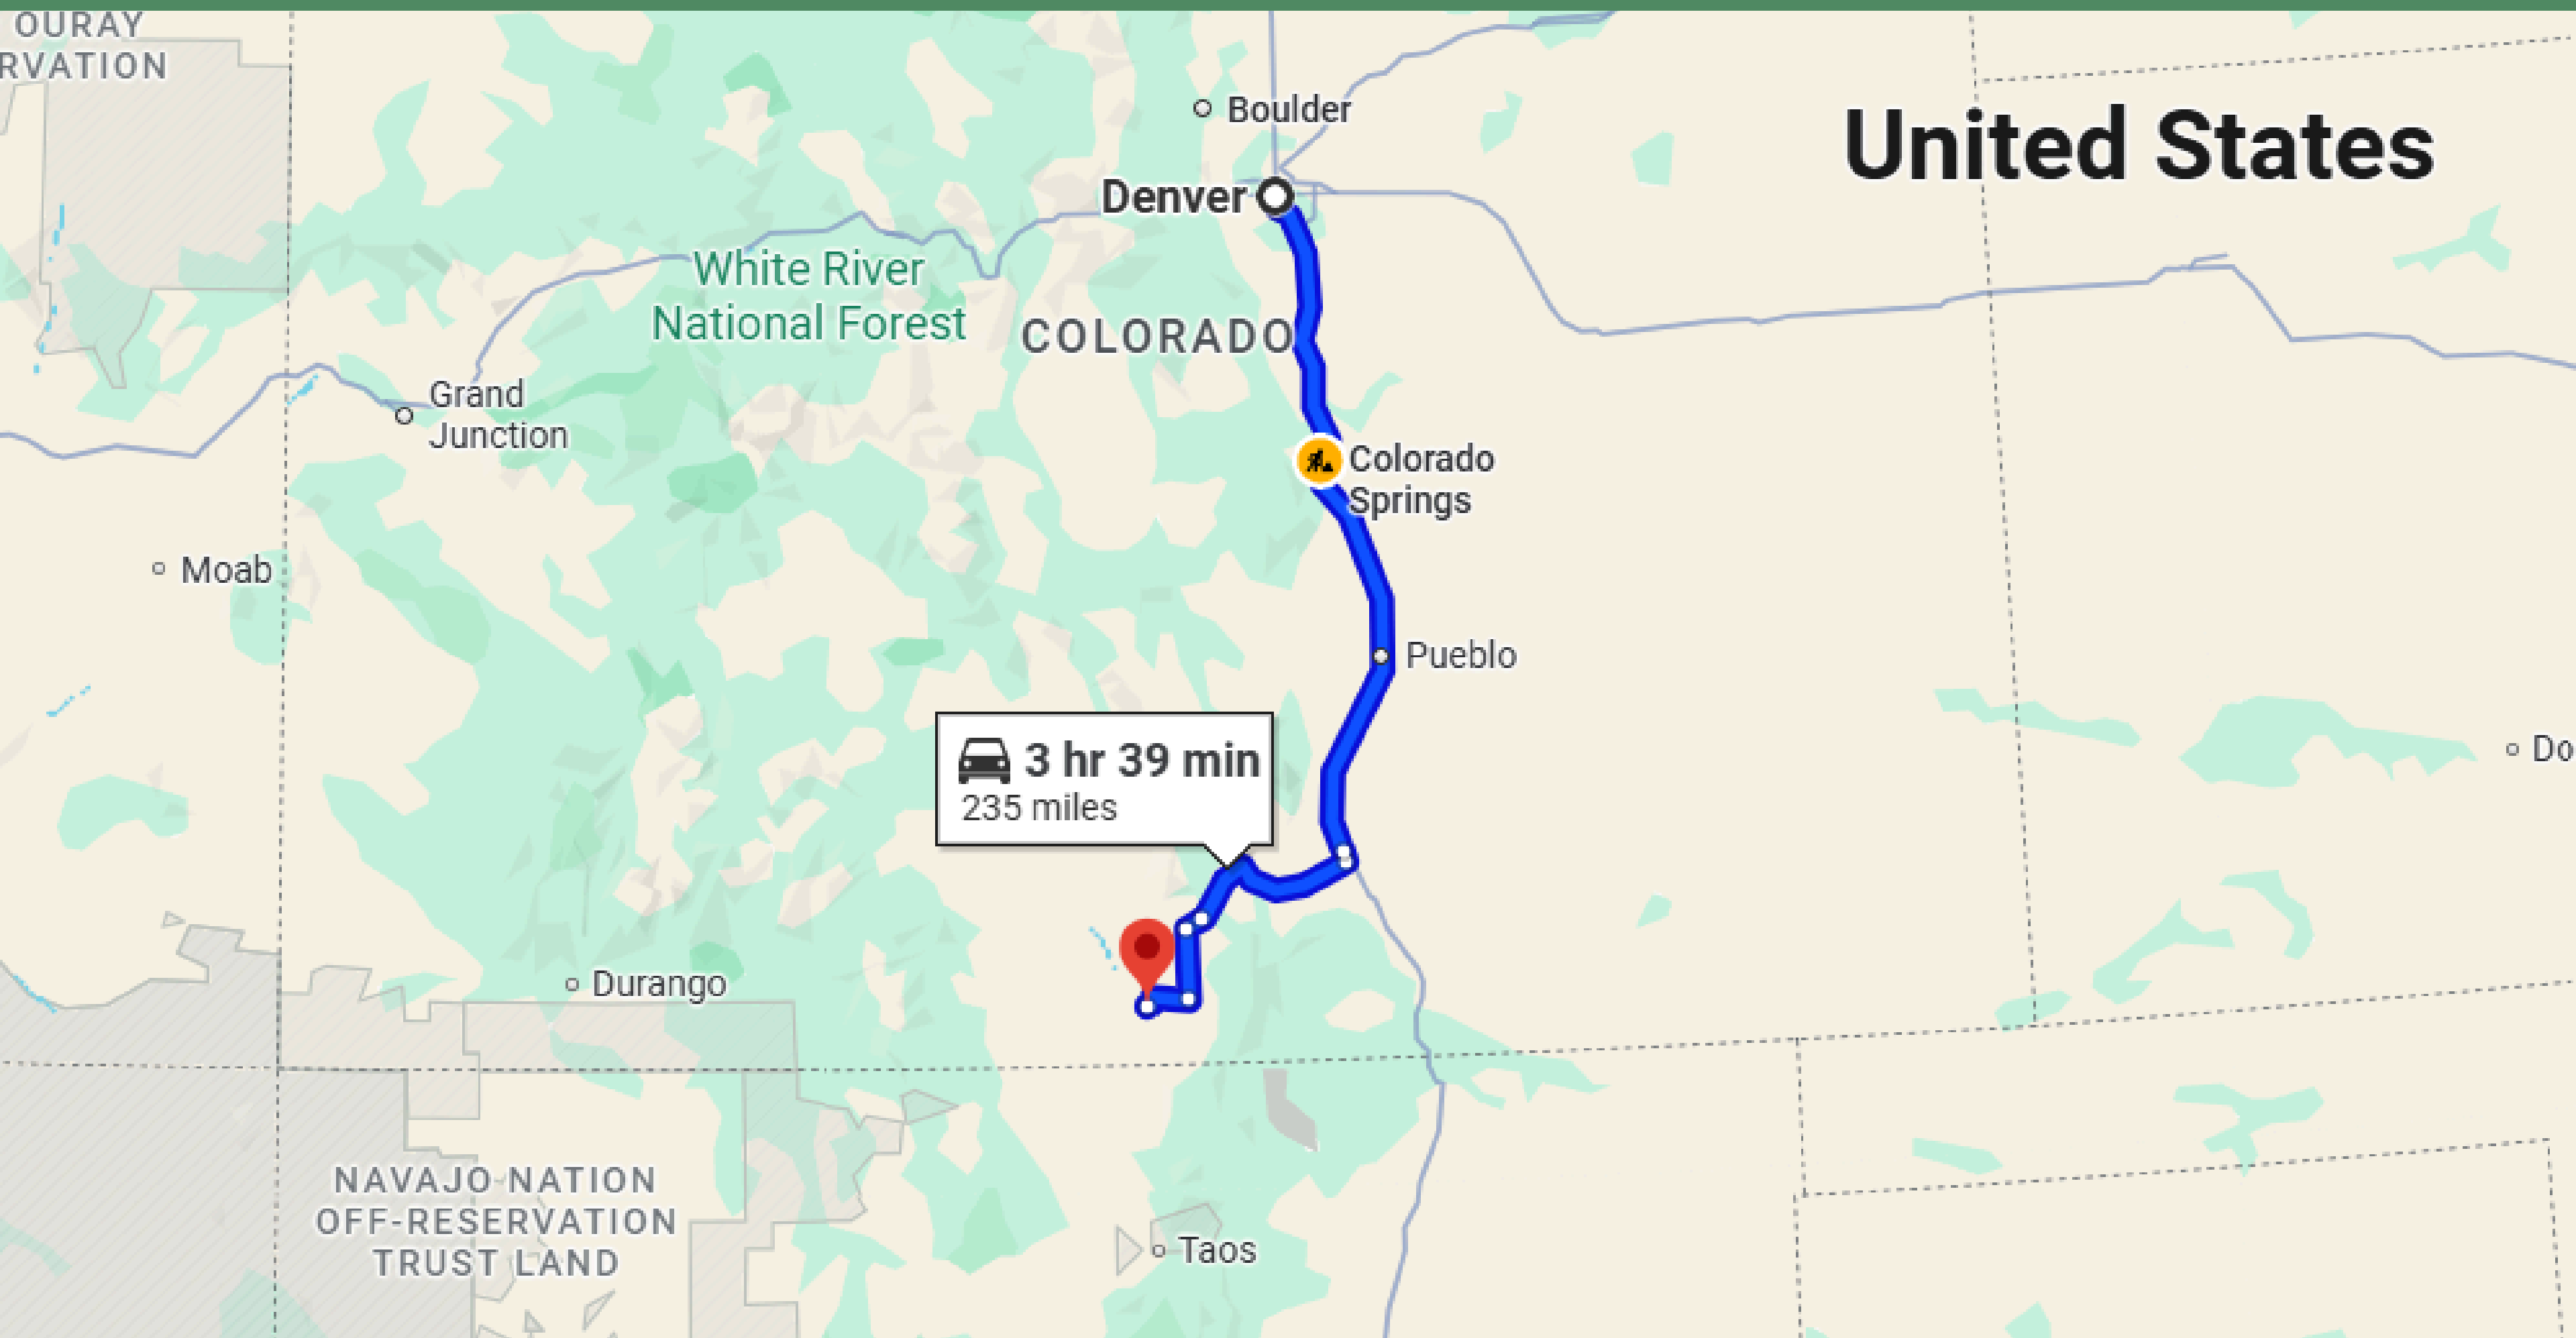 OURAY
RVATION
Boulder
United States
Denver
White River
National Forest
COLORADO
Grand
Junction
Colorado
Springs
Moab
Pueblo
3 hr 39 min
235 miles
Do
Durango
NAVAJO NATION
OFF-RESERVATION
TRUST LAND
Taos